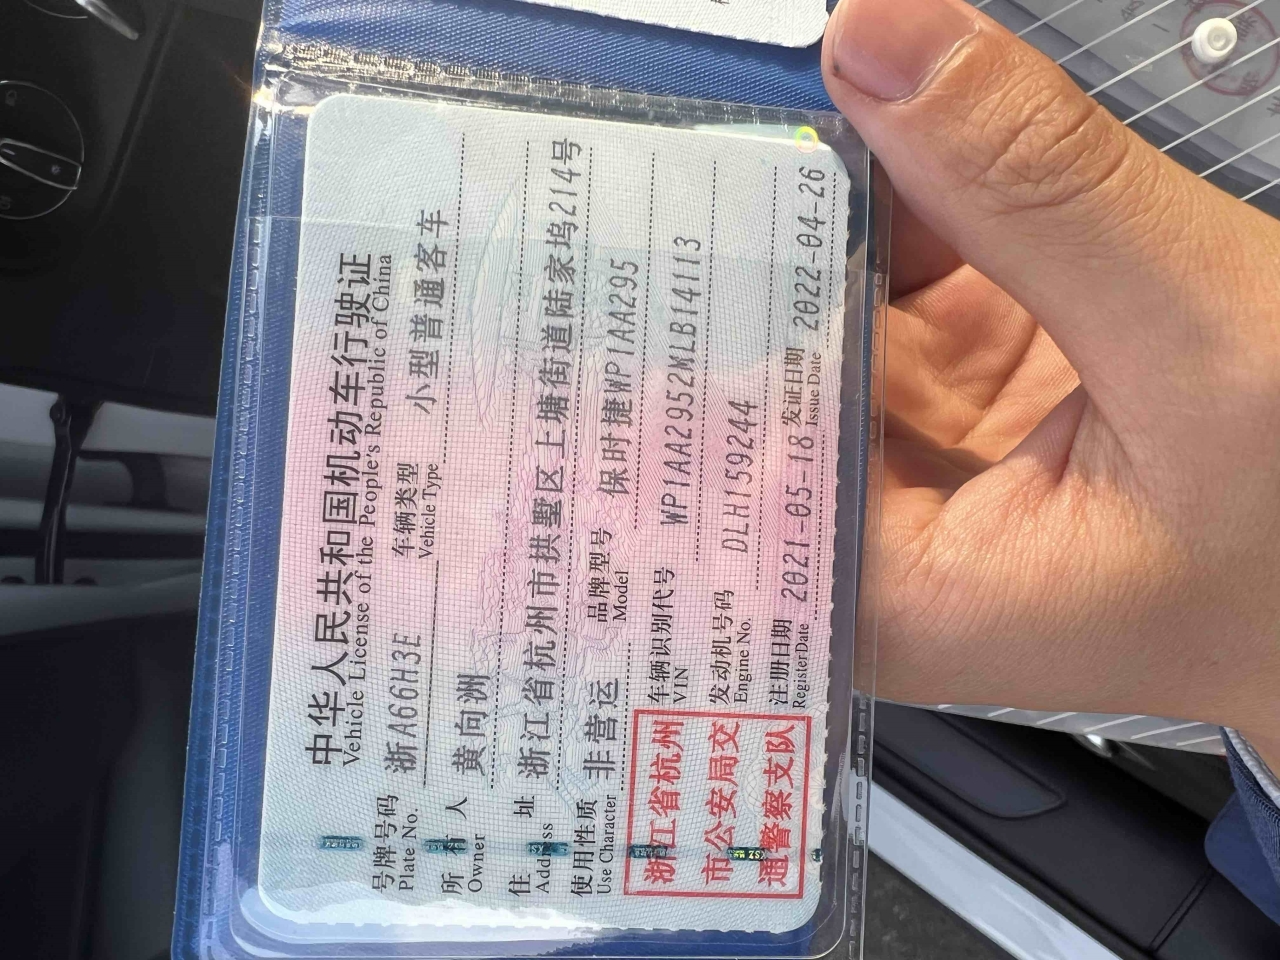 中华人民共和国机动车行驶证
Vehicle License of the People's Republic of China
号牌号码 浙A66H3E 车辆类型 小型普通客车
Plate No. Vehicle Type
所有人 黄向洲
Owner
住址 浙江省杭州市拱墅区上塘街道陆家坞214号
Address
使用性质 非营运 品牌型号 保时捷WP1AA295
Use Character Model
浙江省杭州
市公安局交
通警察支队
车辆识别代号 WP1AA2952MLB14113
VIN
发动机号码 DLH159244
Engine No.
注册日期 2021-05-18 发证日期 2022-04-26
Register Date Issue Date